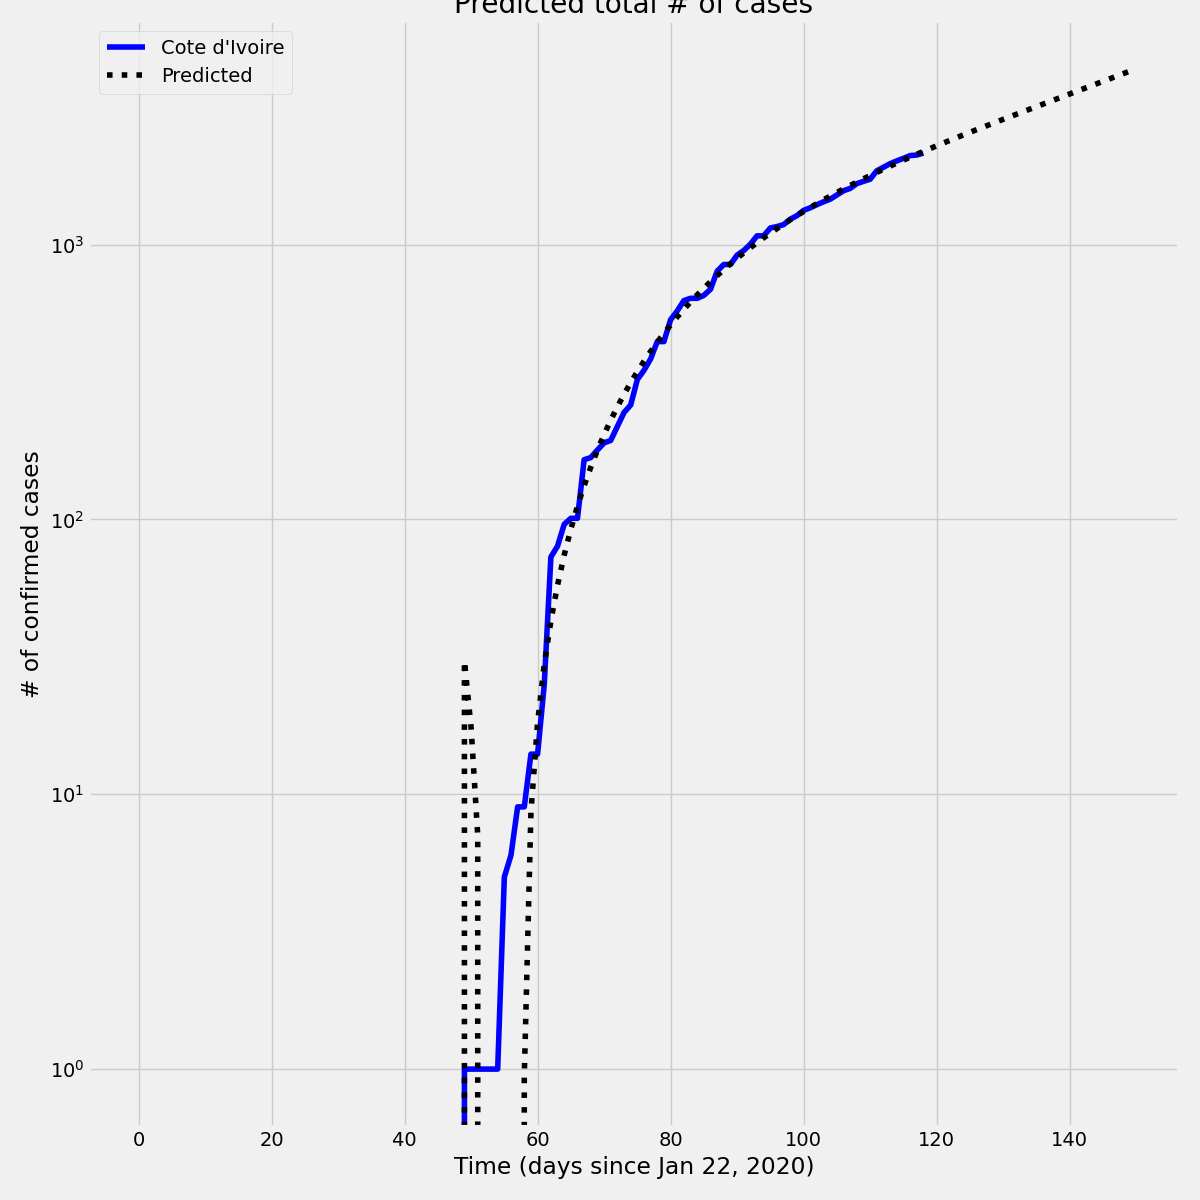 Predicted total # of cases
Cote d'Ivoire
Predicted
10³
10²
10¹
10⁰
# of confirmed cases
0 20 40 60 80 100 120 140
Time (days since Jan 22, 2020)